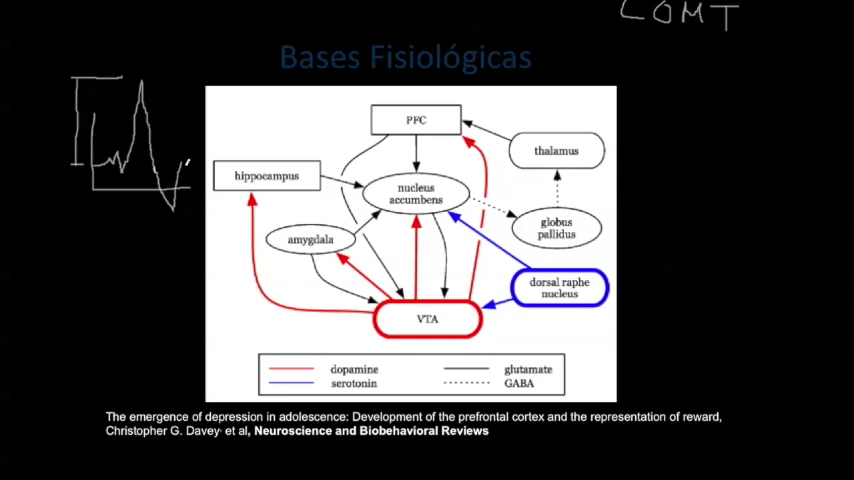 COMT
Bases Fisiológicas
PFC
thalamus
hippocampus
nucleus
accumbens
globus
pallidus
amygdala
dorsal raphe
nucleus
VTA
dopamine
glutamate
serotonin
GABA
The emergence of depression in adolescence: Development of the prefrontal cortex and the representation of reward,
Christopher G. Davey· et al, Neuroscience and Biobehavioral Reviews